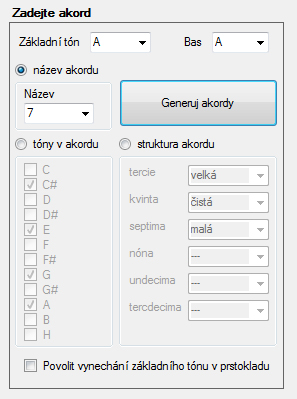 Zadejte akord
Základní tón A Bas A
název akordu
Název
7
Generuj akordy
tóny v akordu struktura akordu
C
C#
D
D#
E
F
F#
G
G#
A
B
H
tercie velká
kvinta čistá
septima malá
nóna ---
undecima ---
tercdecima ---
Povolit vynechání základního tónu v prstokladu